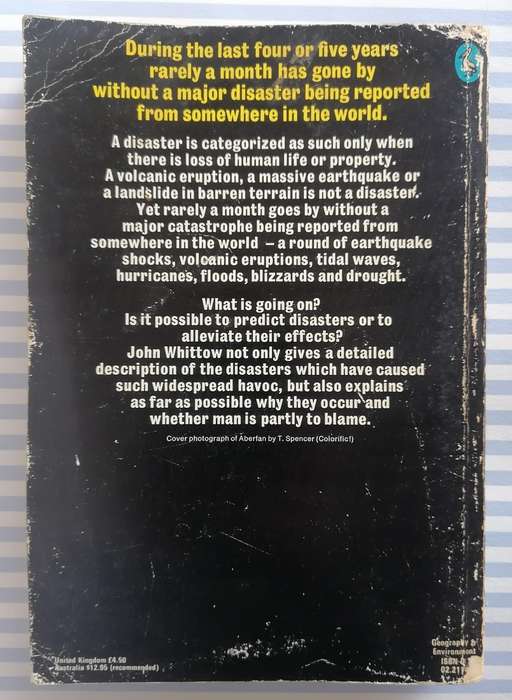 During the last four or five years
rarely a month has gone by
without a major disaster being reported
from somewhere in the world.
A disaster is categorized as such only when
there is loss of human life or property.
A volcanic eruption, a massive earthquake or
a landslide in barren terrain is not a disaster.
Yet rarely a month goes by without a
major catastrophe being reported from
somewhere in the world – a round of earthquake
shocks, volcanic eruptions, tidal waves,
hurricanes, floods, blizzards and drought.
What is going on?
Is it possible to predict disasters or to
alleviate their effects?
John Whittow not only gives a detailed
description of the disasters which have caused
such widespread havoc, but also explains
as far as possible why they occur and
whether man is partly to blame.
Cover photograph of Aberfan by T. Spencer (Colorific!)
United Kingdom £4.50
Australia $12.95 (recommended)
Geography &
Environment
ISBN
02.21